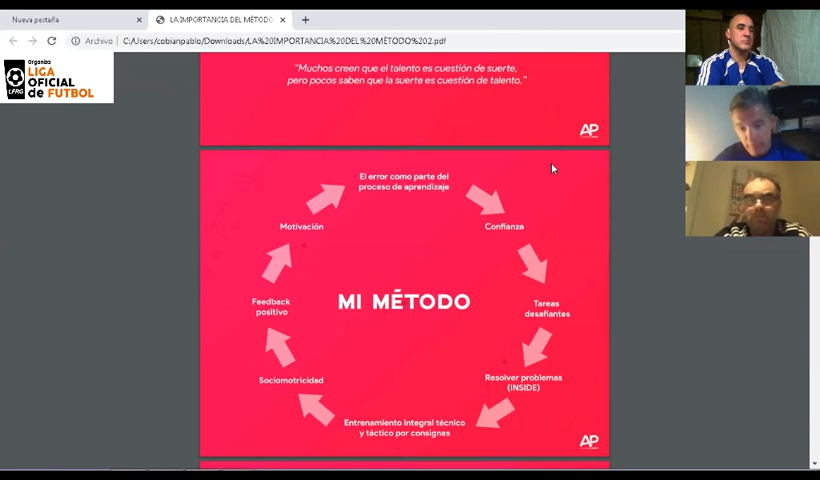 Nueva pestaña
LA IMPORTANCIA DEL MÉTODO
Archivo
C:/Users/cobianpablo/Downloads/LA%20IMPORTANCIA%20DEL%20MÉTODO%202.pdf
Organiza
LIGA
OFICIAL
de FUTBOL
LFRG
"Muchos creen que el talento es cuestión de suerte,
pero pocos saben que la suerte es cuestión de talento."
AP
El error como parte del
proceso de aprendizaje
Motivación
Confianza
Feedback
positivo
MI MÉTODO
Tareas
desafiantes
Sociomotricidad
Resolver problemas
(INSIDE)
Entrenamiento integral técnico
y táctico por consignas
AP